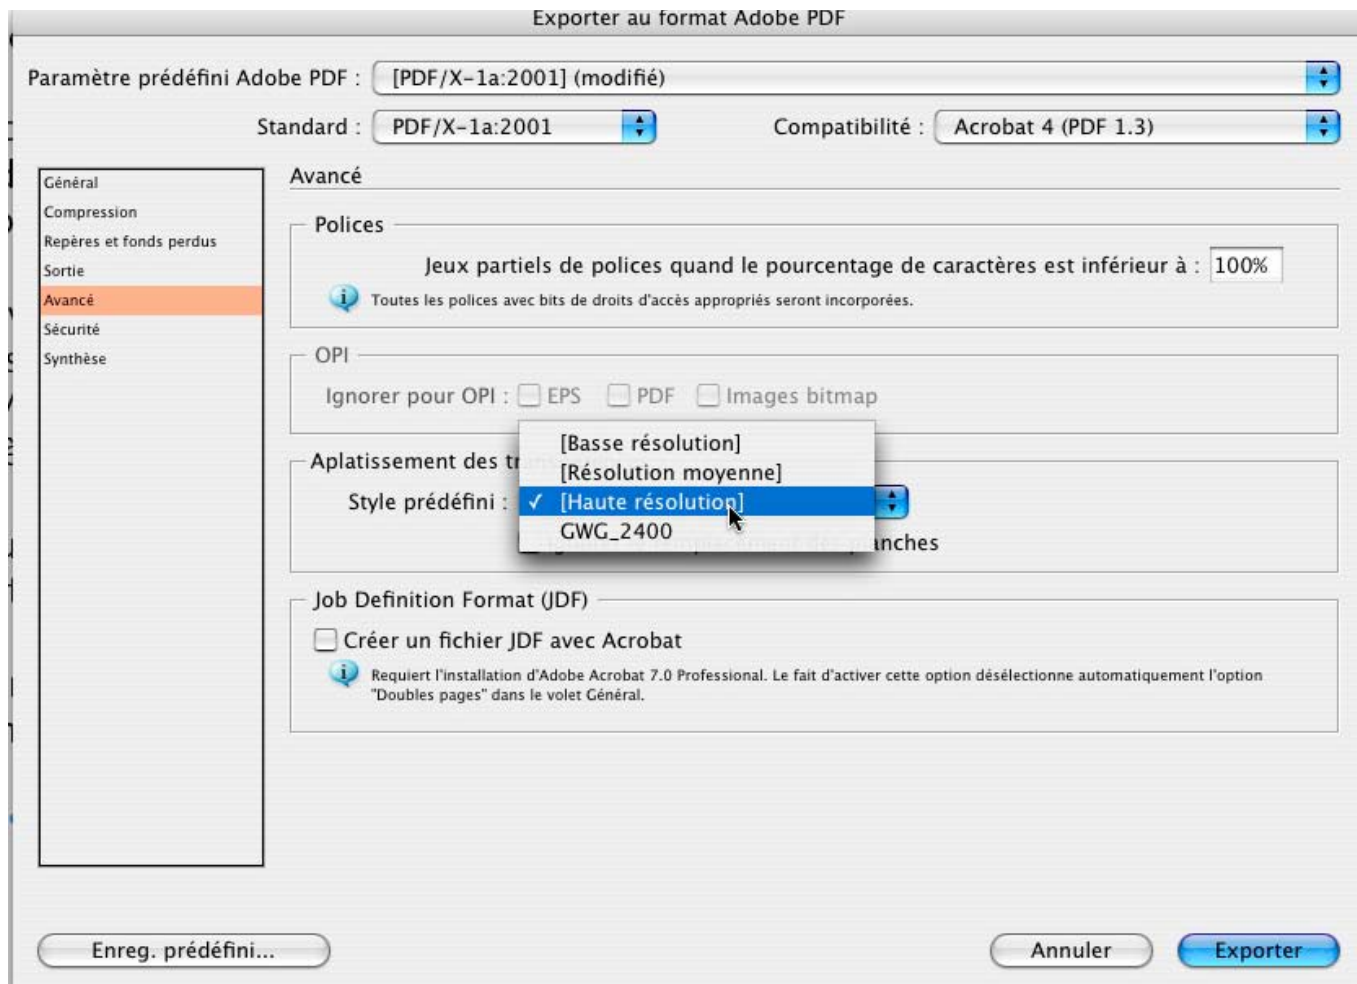 Exporter au format Adobe PDF
Paramètre prédéfini Adobe PDF : [PDF/X-1a:2001] (modifié)
Standard : PDF/X-1a:2001 Compatibilité : Acrobat 4 (PDF 1.3)
Général
Compression
Repères et fonds perdus
Sortie
Avancé
Sécurité
Synthèse
Avancé
Polices
Jeux partiels de polices quand le pourcentage de caractères est inférieur à : 100%
Toutes les polices avec bits de droits d'accès appropriés seront incorporées.
OPI
Ignorer pour OPI : EPS PDF Images bitmap
Aplatissement des
[Basse résolution]
[Résolution moyenne]
Style prédéfini : ✓ [Haute résolution]
GWG_2400
Job Definition Format (JDF)
Créer un fichier JDF avec Acrobat
Requiert l'installation d'Adobe Acrobat 7.0 Professional. Le fait d'activer cette option désélectionne automatiquement l'option
"Doubles pages" dans le volet Général.
Enreg. prédéfini... Annuler Exporter